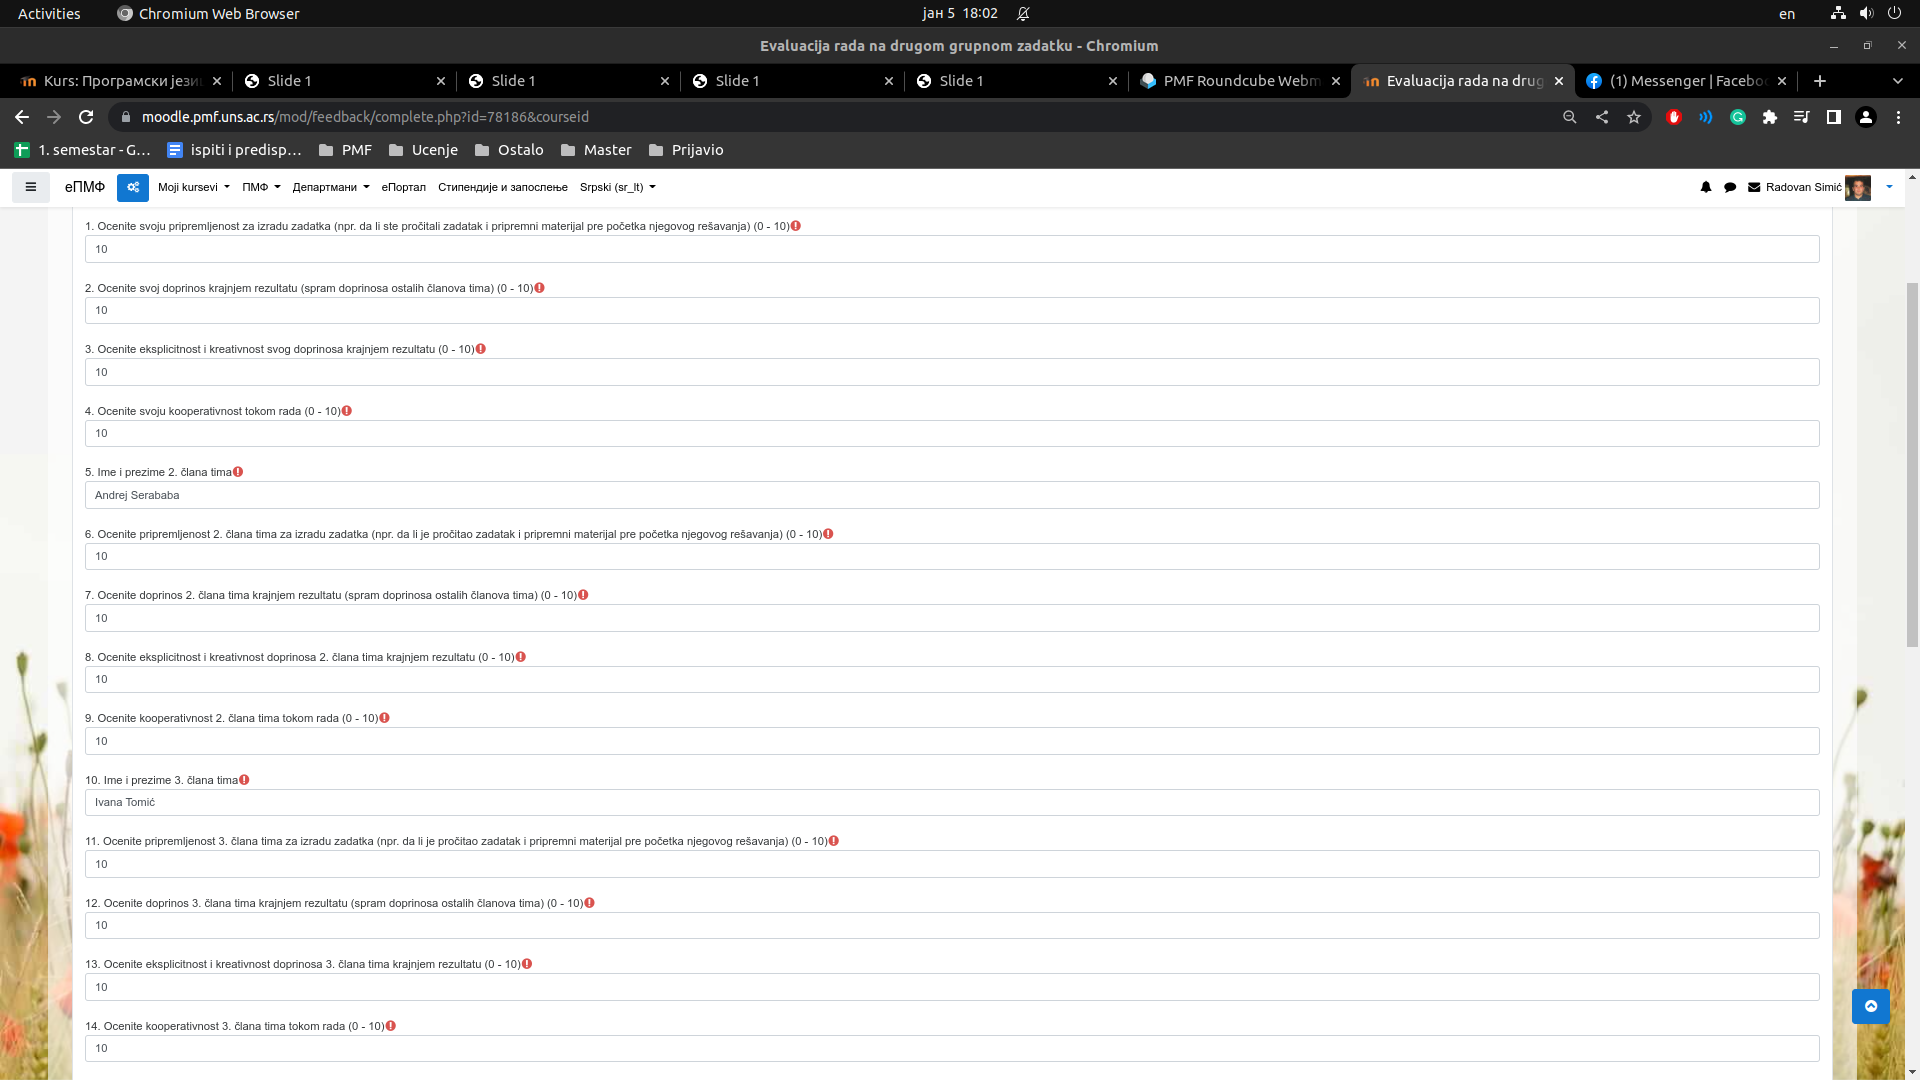 Activities Chromium Web Browser јан 5 18:02 en
Evaluacija rada na drugom grupnom zadatku - Chromium
Kurs: Програмски јези Slide 1 Slide 1 Slide 1 Slide 1 PMF Roundcube Webm Evaluacija rada na drug (1) Messenger | Facebo
moodle.pmf.uns.ac.rs/mod/feedback/complete.php?id=78186&courseid
1. semestar - G... ispiti i predisp... PMF Ucenje Ostalo Master Prijavio
еПМФ Moji kursevi ПМФ Департмани еПортал Стипендије и запослење Srpski (sr_lt) Radovan Simić
1. Ocenite svoju pripremljenost za izradu zadatka (npr. da li ste pročitali zadatak i pripremni materijal pre početka njegovog rešavanja) (0 - 10)
10
2. Ocenite svoj doprinos krajnjem rezultatu (spram doprinosa ostalih članova tima) (0 - 10)
10
3. Ocenite eksplicitnost i kreativnost svog doprinosa krajnjem rezultatu (0 - 10)
10
4. Ocenite svoju kooperativnost tokom rada (0 - 10)
10
5. Ime i prezime 2. člana tima
Andrej Serababa
6. Ocenite pripremljenost 2. člana tima za izradu zadatka (npr. da li je pročitao zadatak i pripremni materijal pre početka njegovog rešavanja) (0 - 10)
10
7. Ocenite doprinos 2. člana tima krajnjem rezultatu (spram doprinosa ostalih članova tima) (0 - 10)
10
8. Ocenite eksplicitnost i kreativnost doprinosa 2. člana tima krajnjem rezultatu (0 - 10)
10
9. Ocenite kooperativnost 2. člana tima tokom rada (0 - 10)
10
10. Ime i prezime 3. člana tima
Ivana Tomić
11. Ocenite pripremljenost 3. člana tima za izradu zadatka (npr. da li je pročitao zadatak i pripremni materijal pre početka njegovog rešavanja) (0 - 10)
10
12. Ocenite doprinos 3. člana tima krajnjem rezultatu (spram doprinosa ostalih članova tima) (0 - 10)
10
13. Ocenite eksplicitnost i kreativnost doprinosa 3. člana tima krajnjem rezultatu (0 - 10)
10
14. Ocenite kooperativnost 3. člana tima tokom rada (0 - 10)
10